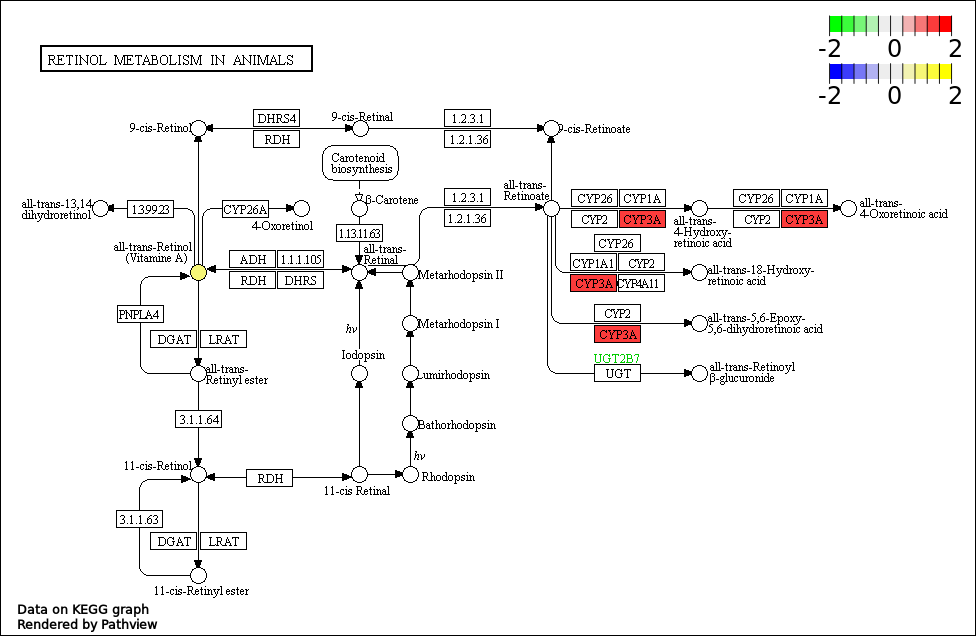 -2 0 2
-2 0 2
RETINOL METABOLISM IN ANIMALS
9-cis-Retinol
DHRS4
RDH
9-cis-Retinal
1.2.3.1
1.2.1.36
9-cis-Retinoate
Carotenoid
biosynthesis
β-Carotene
1.13.11.63
all-trans-
Retinal
all-trans-13,14-
dihydroretinol
1.3.99.23
CYP26A
4-Oxoretinol
all-trans-Retinol
(Vitamine A)
ADH
1.1.1.105
RDH
DHRS
1.2.3.1
1.2.1.36
all-trans-
Retinoate
CYP26
CYP1A
CYP2
CYP3A
all-trans-
4-Hydroxy-
retinoic acid
CYP26
CYP1A
CYP2
CYP3A
all-trans-
4-Oxoretinoic acid
CYP26
CYP1A1
CYP2
CYP3A
CYP4A11
all-trans-18-Hydroxy-
retinoic acid
CYP2
CYP3A
all-trans-5,6-Epoxy-
5,6-dihydroretinoic acid
UGT2B7
UGT
all-trans-Retinoyl
β-glucuronide
Metarhodopsin II
Metarhodopsin I
Lumirhodopsin
Bathorhodopsin
hν
Rhodopsin
hν
Iodopsin
11-cis Retinal
PNPLA4
DGAT
LRAT
all-trans-
Retinyl ester
3.1.1.64
11-cis-Retinol
RDH
3.1.1.63
DGAT
LRAT
11-cis-Retinyl ester
Data on KEGG graph
Rendered by Pathview